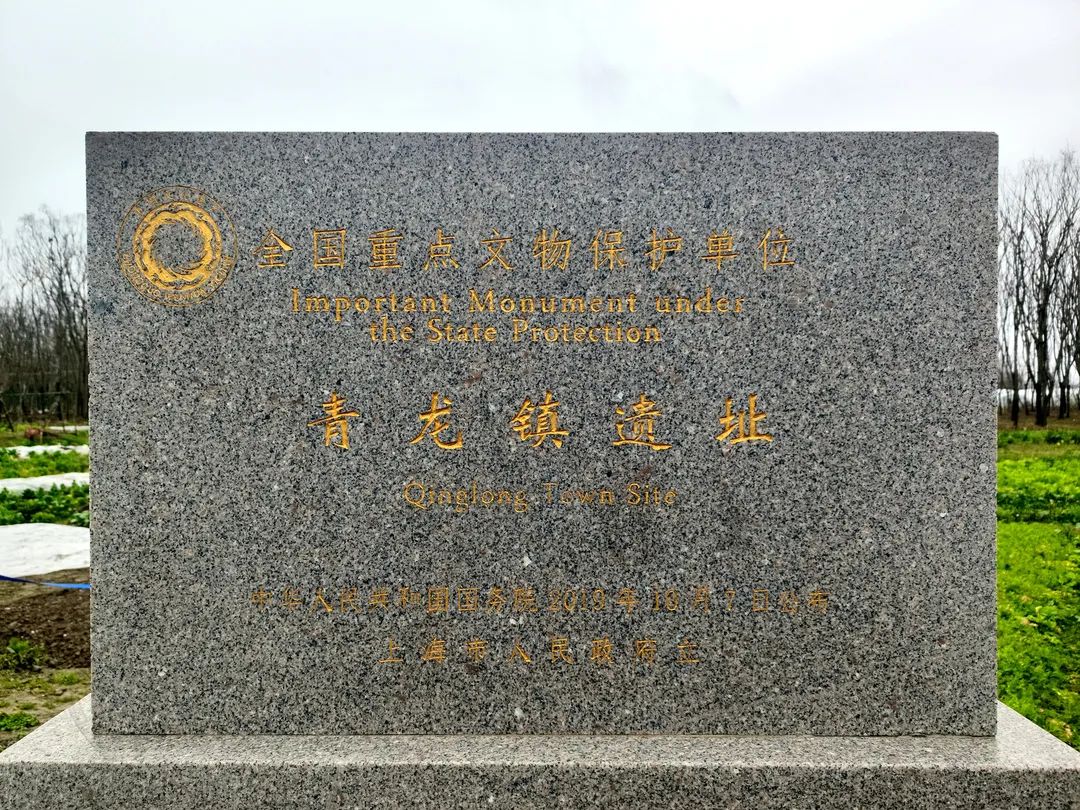 全国重点文物保护单位
Important Monument under
the State Protection
青龙镇遗址
Qinglong Town Site
中华人民共和国国务院2019年10月7日公布
上海市人民政府立